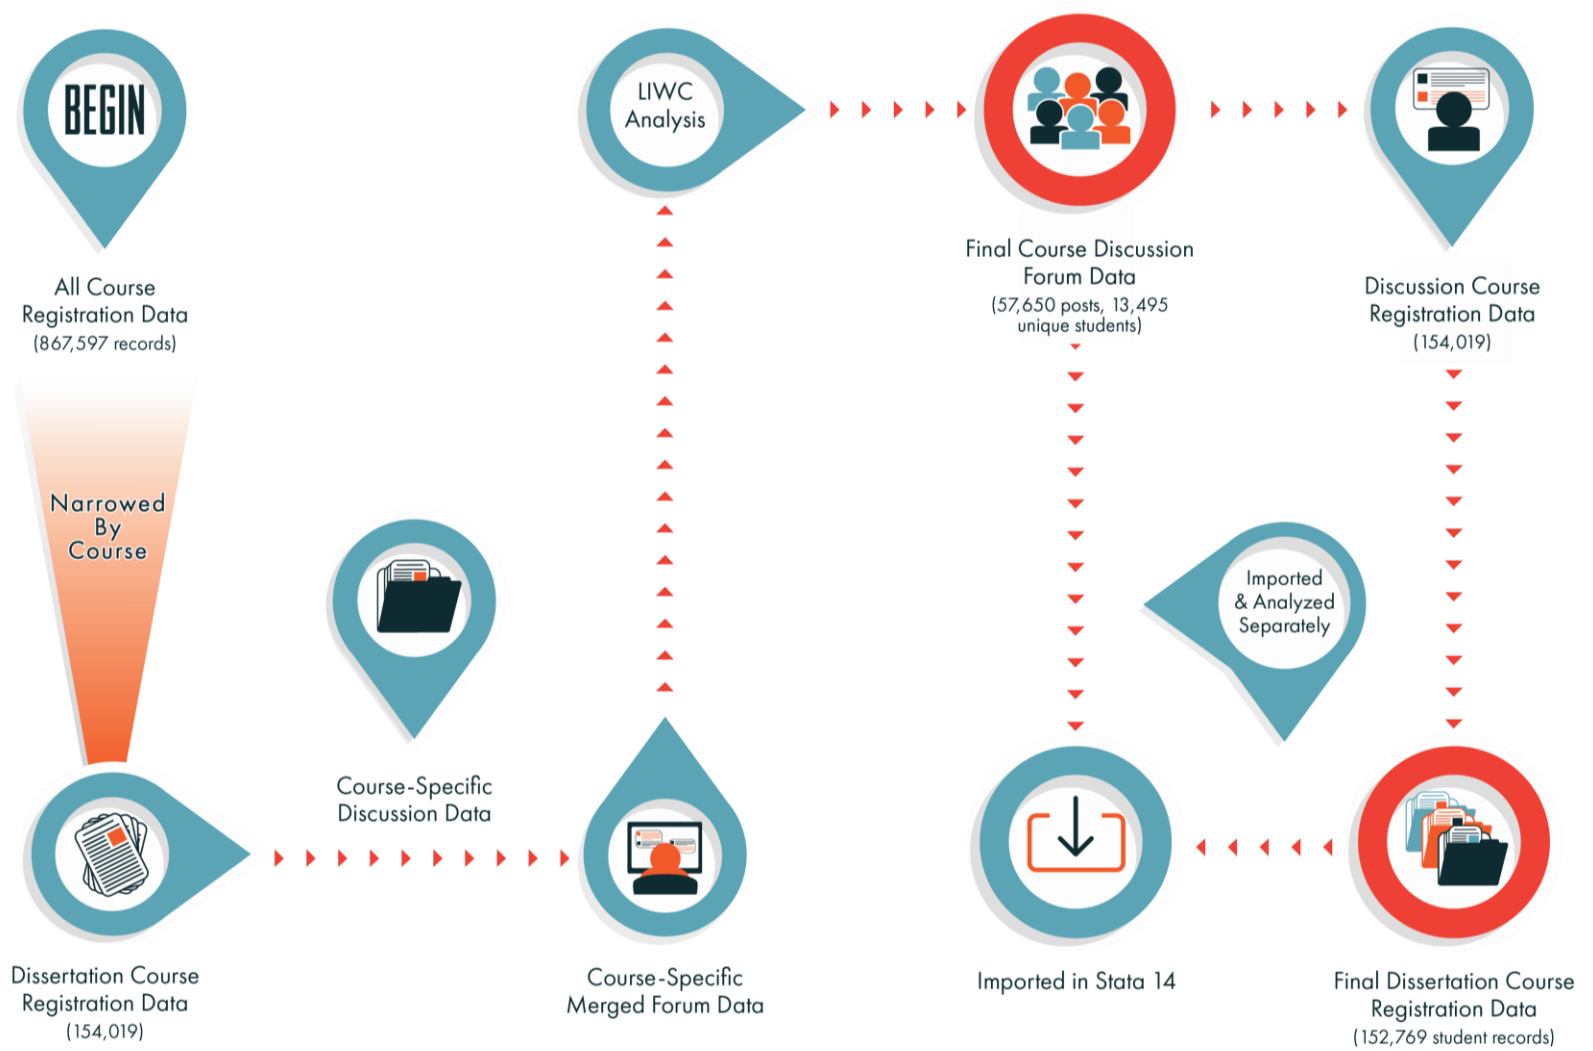 BEGIN
All Course
Registration Data
(867,597 records)
Narrowed
By
Course
Dissertation Course
Registration Data
(154,019)
Course-Specific
Discussion Data
Course-Specific
Merged Forum Data
LIWC
Analysis
Final Course Discussion
Forum Data
(57,650 posts, 13,495
unique students)
Discussion Course
Registration Data
(154,019)
Imported
& Analyzed
Separately
Imported in Stata 14
Final Dissertation Course
Registration Data
(152,769 student records)